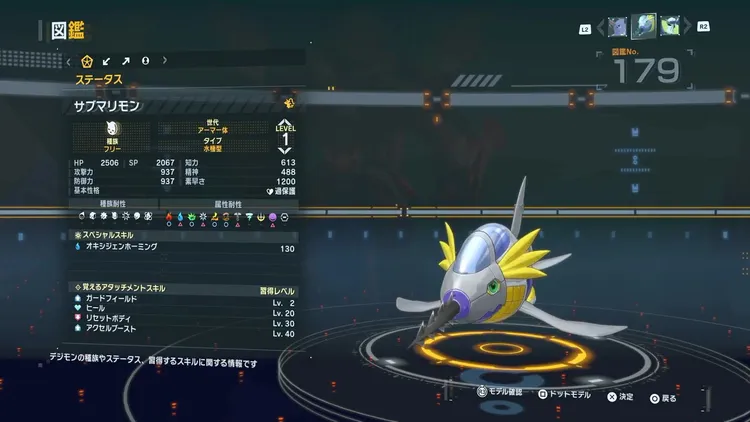 図鑑
L2
R2
図鑑No.
179
ステータス
サブマリモン
種族
フリー
世代
アーマー体
タイプ
水棲型
LEVEL
1
HP 2506 SP 2067 知力 613
攻撃力 937 精神 488
防御力 937 素早さ 1200
基本性格 過保護
種族耐性 属性耐性
スペシャルスキル
オキシジェンホーミング 130
覚えるアタッチメントスキル 習得レベル
ガードフィールド Lv. 2
ヒール Lv. 20
リセットボディ Lv. 30
アクセルブースト Lv. 40
デジモンの種族やステータス、習得するスキルに関する情報です
R3 モデル確認 ドットモデル 決定 戻る